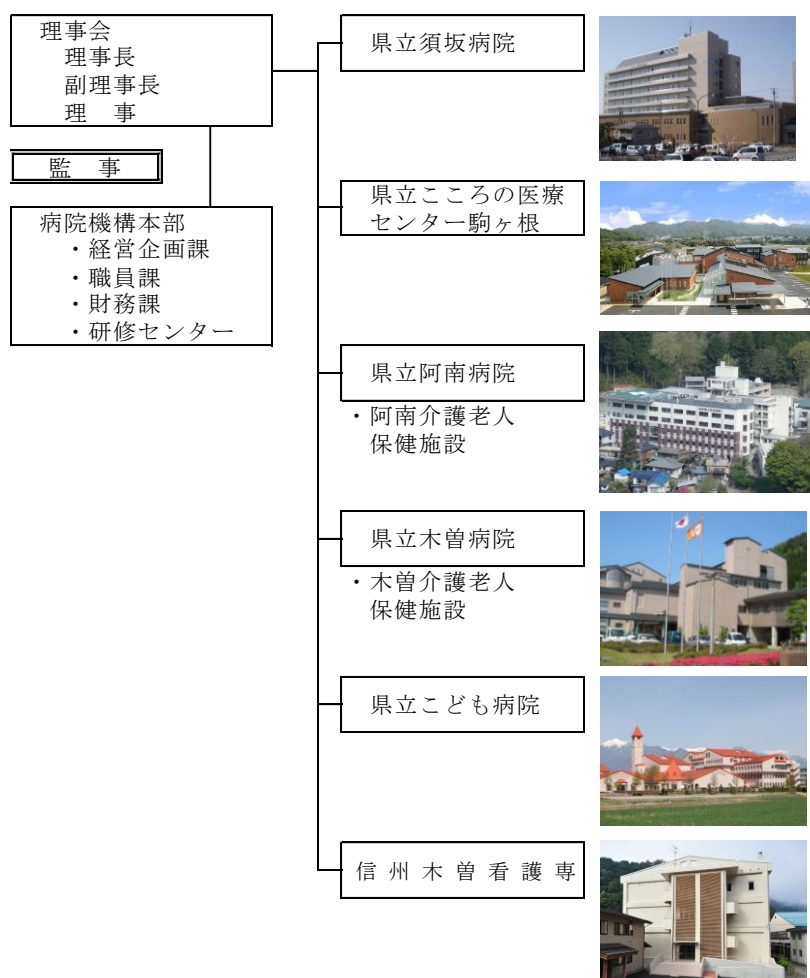 理事会
理事長
副理事長
理　事
監　事
病院機構本部
・経営企画課
・職員課
・財務課
・研修センター
県立須坂病院
県立こころの医療
センター駒ヶ根
県立阿南病院
・阿南介護老人
保健施設
県立木曽病院
・木曽介護老人
保健施設
県立こども病院
信州木曽看護専